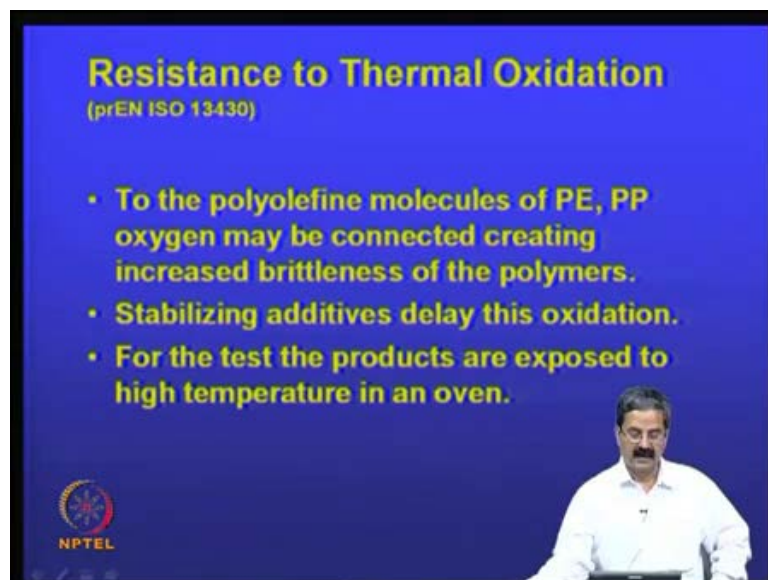 Resistance to Thermal Oxidation
(prEN ISO 13430)
• To the polyolefine molecules of PE, PP
oxygen may be connected creating
increased brittleness of the polymers.
• Stabilizing additives delay this oxidation.
• For the test the products are exposed to
high temperature in an oven.
NPTEL